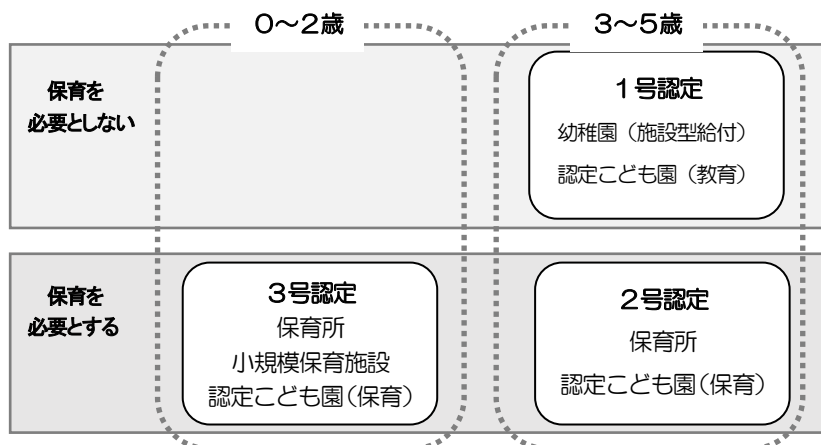 0～2歳
3～5歳
保育を
必要としない
1号認定
幼稚園（施設型給付）
認定こども園（教育）
保育を
必要とする
3号認定
保育所
小規模保育施設
認定こども園（保育）
2号認定
保育所
認定こども園（保育）